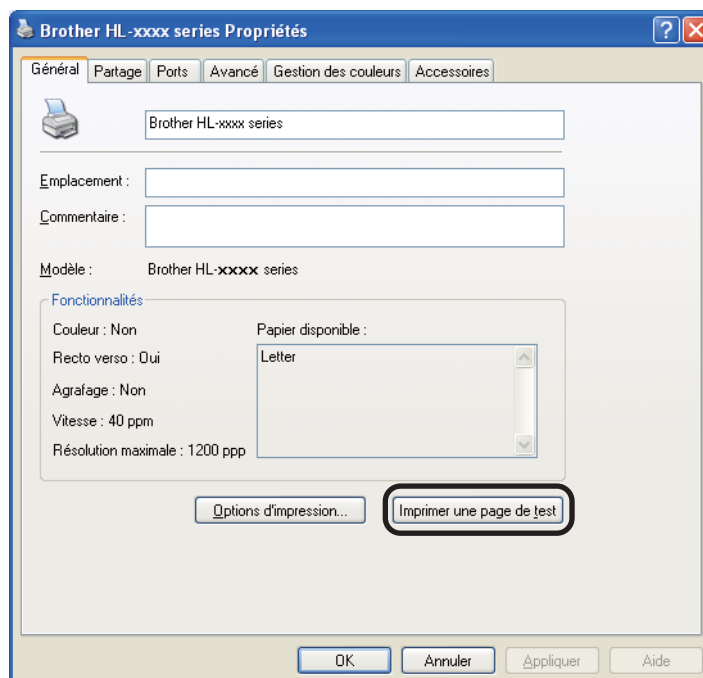 Brother HL-xxxx series Propriétés
Général Partage Ports Avancé Gestion des couleurs Accessoires
Brother HL-xxxx series
Emplacement :
Commentaire :
Modèle : Brother HL-xxxx series
Fonctionnalités
Couleur : Non Papier disponible :
Recto verso : Oui Letter
Agrafage : Non
Vitesse : 40 ppm
Résolution maximale : 1200 ppp
Options d'impression... Imprimer une page de test
OK Annuler Appliquer Aide